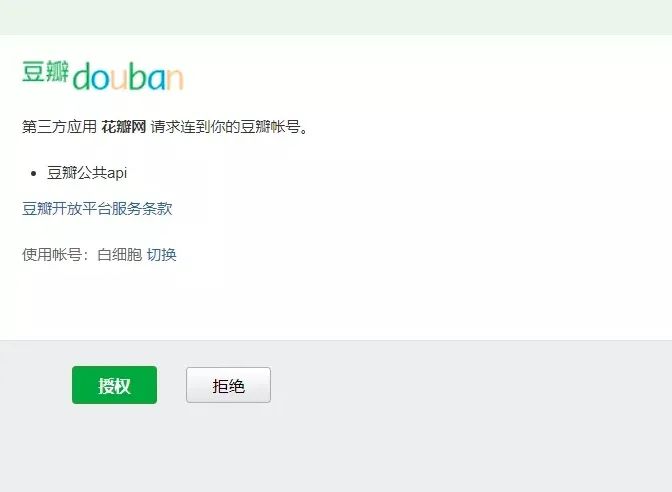 豆瓣douban
第三方应用 花瓣网 请求连到你的豆瓣帐号。
豆瓣公共api
豆瓣开放平台服务条款
使用帐号：白细胞 切换
授权 拒绝